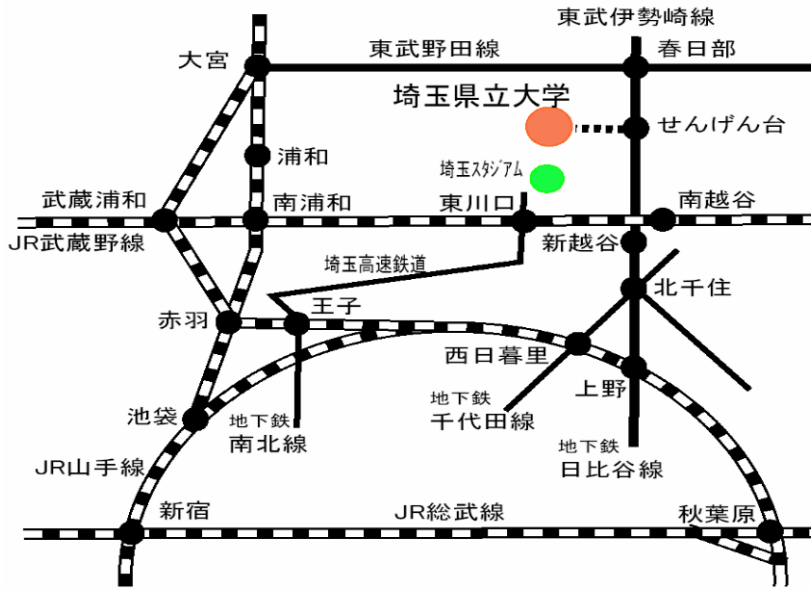 東武伊勢崎線
大宮
東武野田線
春日部
埼玉県立大学
せんげん台
浦和
埼玉スタジアム
武蔵浦和
南浦和
東川口
南越谷
JR武蔵野線
新越谷
埼玉高速鉄道
北千住
赤羽
王子
西日暮里
上野
池袋
地下鉄
南北線
地下鉄
千代田線
地下鉄
日比谷線
JR山手線
新宿
JR総武線
秋葉原